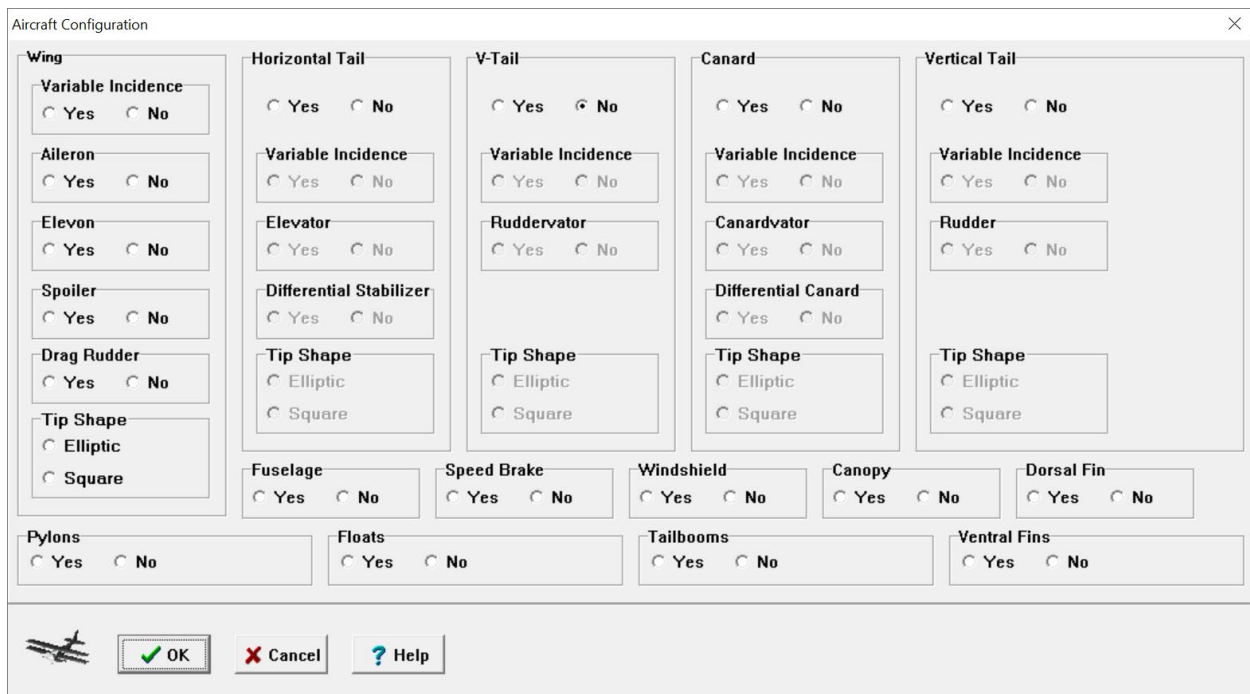 Aircraft Configuration
Wing
Variable Incidence
Yes No
Aileron
Yes No
Elevon
Yes No
Spoiler
Yes No
Drag Rudder
Yes No
Tip Shape
Elliptic
Square
Horizontal Tail
Yes No
Variable Incidence
Yes No
Elevator
Yes No
Differential Stabilizer
Yes No
Tip Shape
Elliptic
Square
V-Tail
Yes No
Variable Incidence
Yes No
Ruddervator
Yes No
Tip Shape
Elliptic
Square
Canard
Yes No
Variable Incidence
Yes No
Canardvator
Yes No
Differential Canard
Yes No
Tip Shape
Elliptic
Square
Vertical Tail
Yes No
Variable Incidence
Yes No
Rudder
Yes No
Tip Shape
Elliptic
Square
Fuselage
Yes No
Speed Brake
Yes No
Windshield
Yes No
Canopy
Yes No
Dorsal Fin
Yes No
Pylons
Yes No
Floats
Yes No
Tailbooms
Yes No
Ventral Fins
Yes No
OK Cancel ? Help